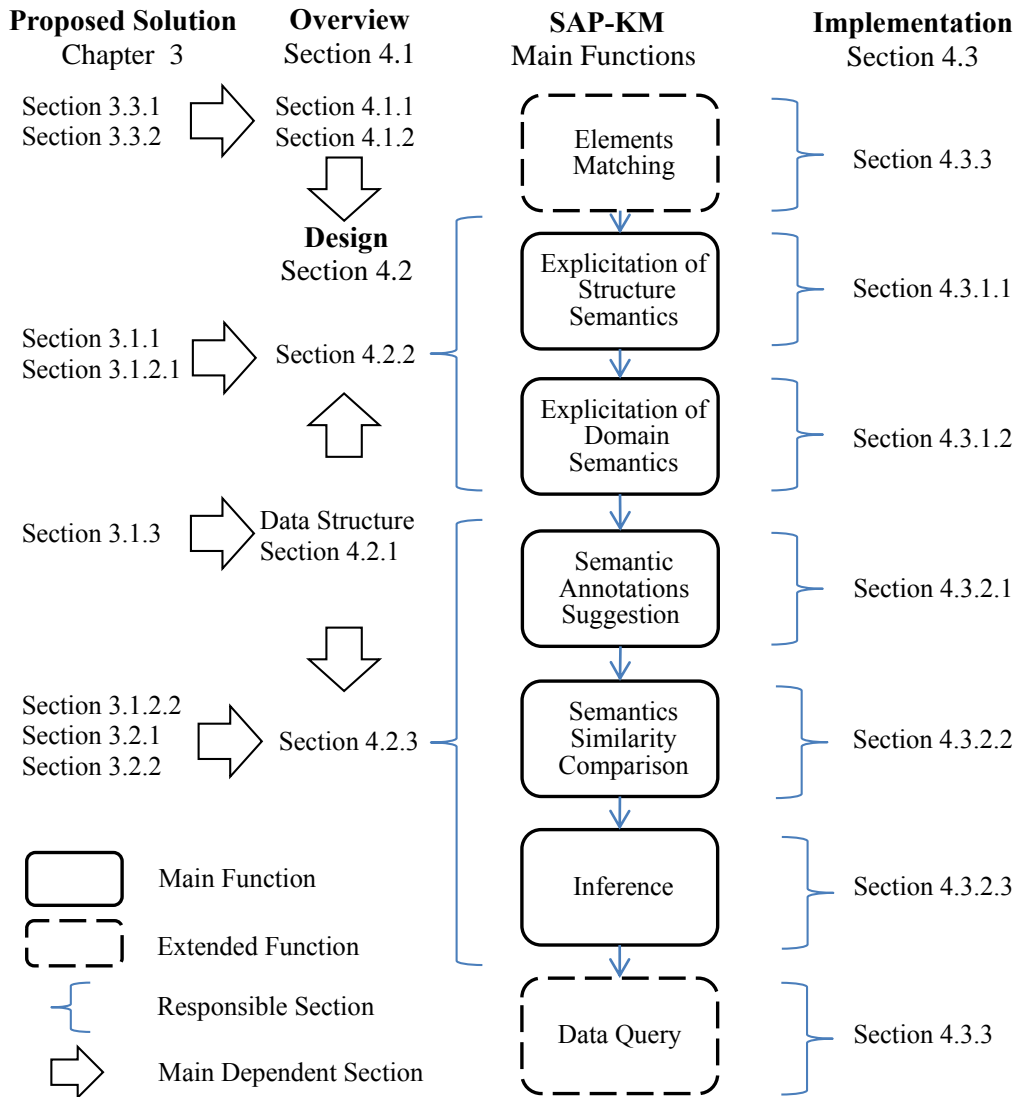 Proposed Solution
Chapter 3
Overview
Section 4.1
SAP-KM
Main Functions
Implementation
Section 4.3
Section 3.3.1
Section 3.3.2
Section 4.1.1
Section 4.1.2
Elements
Matching
Section 4.3.3
Design
Section 4.2
Explicitation of
Structure
Semantics
Section 4.3.1.1
Section 3.1.1
Section 3.1.2.1
Section 4.2.2
Explicitation of
Domain
Semantics
Section 4.3.1.2
Section 3.1.3
Data Structure
Section 4.2.1
Semantic
Annotations
Suggestion
Section 4.3.2.1
Section 3.1.2.2
Section 3.2.1
Section 3.2.2
Section 4.2.3
Semantics
Similarity
Comparison
Section 4.3.2.2
Inference
Section 4.3.2.3
Data Query
Section 4.3.3
Main Function
Extended Function
Responsible Section
Main Dependent Section